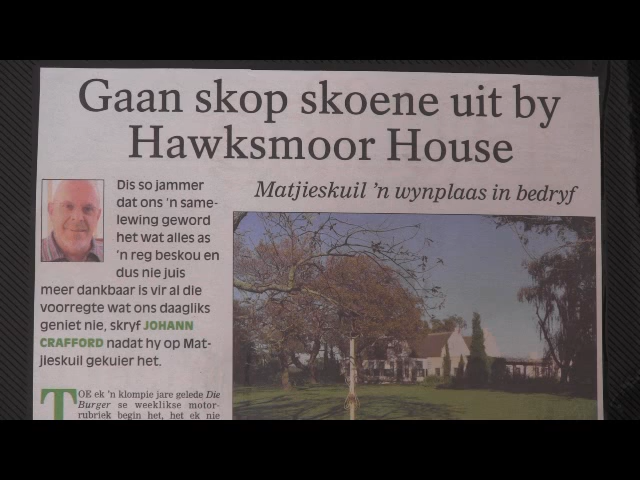 Gaan skop skoene uit by
Hawksmoor House
Matjieskuil 'n wynplaas in bedryf
Dis so jammer
dat ons 'n same-
lewing geword
het wat alles as
'n reg beskou en
dus nie juis
meer dankbaar is vir al die
voorregte wat ons daagliks
geniet nie, skryf JOHANN
CRAFFORD nadat hy op Mat-
jieskuil gekuier het.
TOE ek 'n klompie jare gelede Die
Burger se weeklikse motor-
rubriek begin het, het ek nie